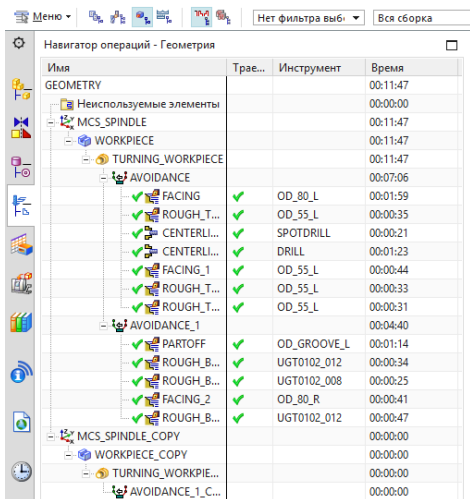 Меню Нет фильтра выб Вся сборка
Навигатор операций - Геометрия
Имя Трае... Инструмент Время
GEOMETRY 00:11:47
Неиспользуемые элементы 00:00:00
MCS_SPINDLE 00:11:47
WORKPIECE 00:11:47
TURNING_WORKPIECE 00:11:47
AVOIDANCE 00:07:06
FACING OD_80_L 00:01:59
ROUGH_T... OD_55_L 00:00:35
CENTERLI... SPOTDRILL 00:00:21
CENTERLI... DRILL 00:01:23
FACING_1 OD_55_L 00:00:44
ROUGH_T... OD_55_L 00:00:33
ROUGH_T... OD_55_L 00:00:31
AVOIDANCE_1 00:04:40
PARTOFF OD_GROOVE_L 00:01:14
ROUGH_B... UGT0102_012 00:00:34
ROUGH_B... UGT0102_008 00:00:25
FACING_2 OD_80_R 00:00:41
ROUGH_B... UGT0102_012 00:00:47
MCS_SPINDLE_COPY 00:00:00
WORKPIECE_COPY 00:00:00
TURNING_WORKPIE... 00:00:00
AVOIDANCE_1_C... 00:00:00